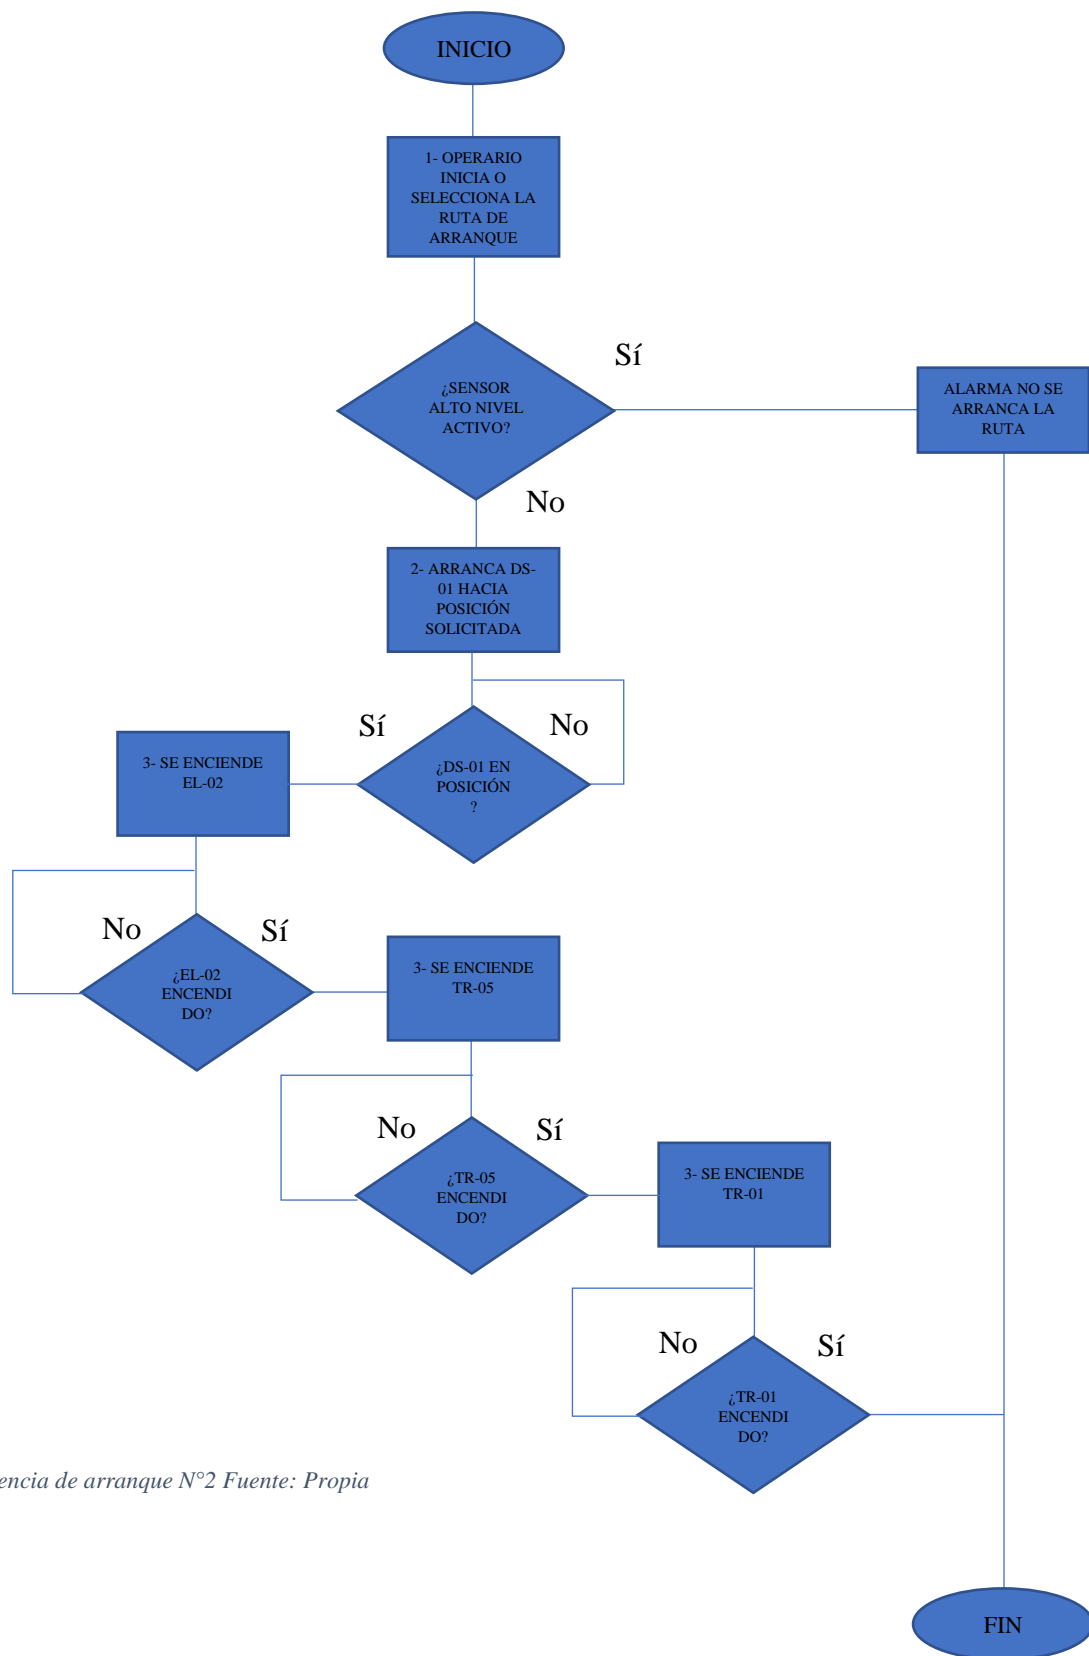 INICIO
1- OPERARIO
INICIA O
SELECCIONA LA
RUTA DE
ARRANQUE
Sí
¿SENSOR
ALTO NIVEL
ACTIVO?
ALARMA NO SE
ARRANCA LA
RUTA
No
2- ARRANCA DS-
01 HACIA
POSICIÓN
SOLICITADA
Sí
No
3- SE ENCIENDE
EL-02
¿DS-01 EN
POSICIÓN
?
No
Sí
3- SE ENCIENDE
TR-05
¿EL-02
ENCENDI
DO?
No
Sí
¿TR-05
ENCENDI
DO?
3- SE ENCIENDE
TR-01
No
Sí
¿TR-01
ENCENDI
DO?
encia de arranque N°2 Fuente: Propia
FIN